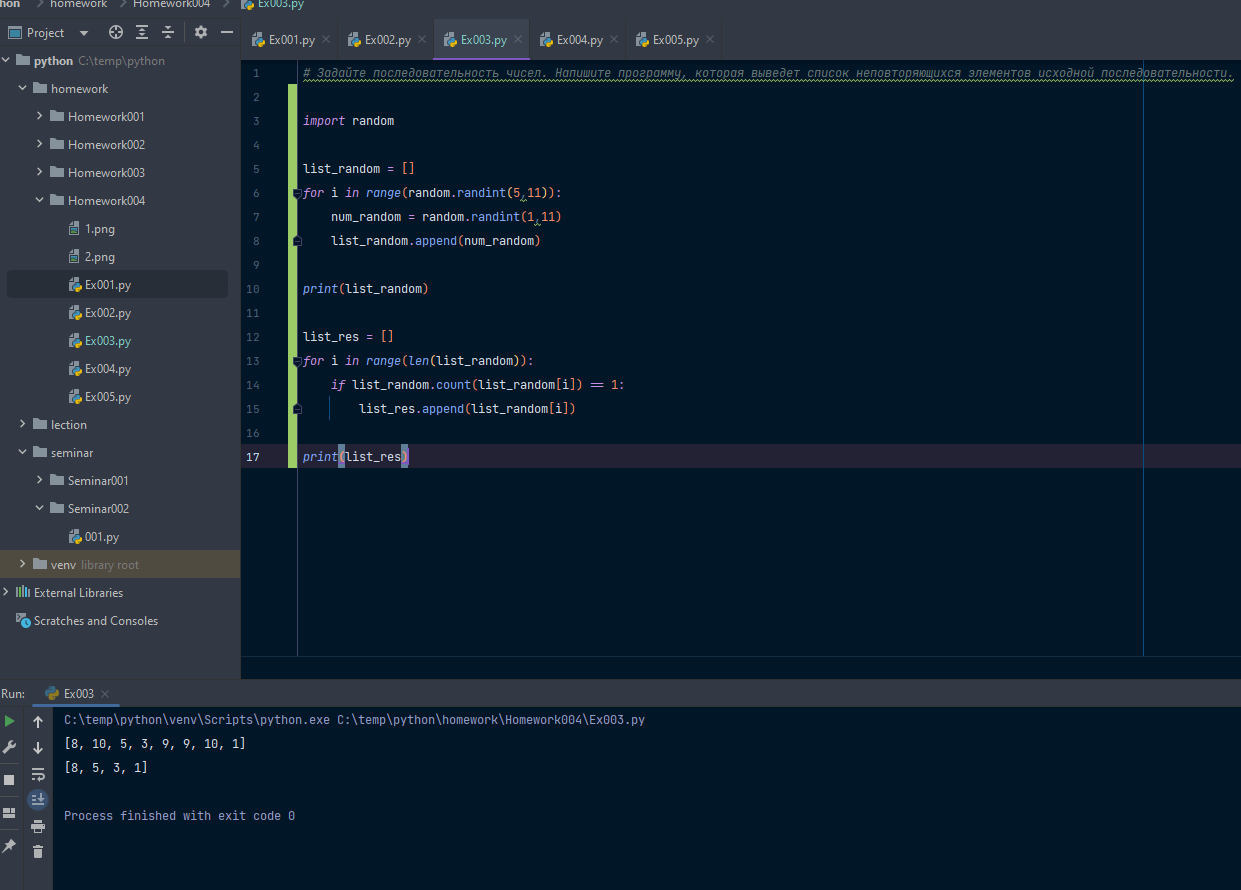 hon homework Homework004 Ex003.py
Project
Ex001.py Ex002.py Ex003.py Ex004.py Ex005.py
python C:\temp\python
homework
Homework001
Homework002
Homework003
Homework004
1.png
2.png
Ex001.py
Ex002.py
Ex003.py
Ex004.py
Ex005.py
lection
seminar
Seminar001
Seminar002
001.py
venv library root
External Libraries
Scratches and Consoles
1 # Задайте последовательность чисел. Напишите программу, которая выведет список неповторяющихся элементов исходной последовательности.
2
3 import random
4
5 list_random = []
6 for i in range(random.randint(5,11)):
7 num_random = random.randint(1,11)
8 list_random.append(num_random)
9
10 print(list_random)
11
12 list_res = []
13 for i in range(len(list_random)):
14 if list_random.count(list_random[i]) == 1:
15 list_res.append(list_random[i])
16
17 print(list_res)
Run: Ex003
C:\temp\python\venv\Scripts\python.exe C:\temp\python\homework\Homework004\Ex003.py
[8, 10, 5, 3, 9, 9, 10, 1]
[8, 5, 3, 1]
Process finished with exit code 0